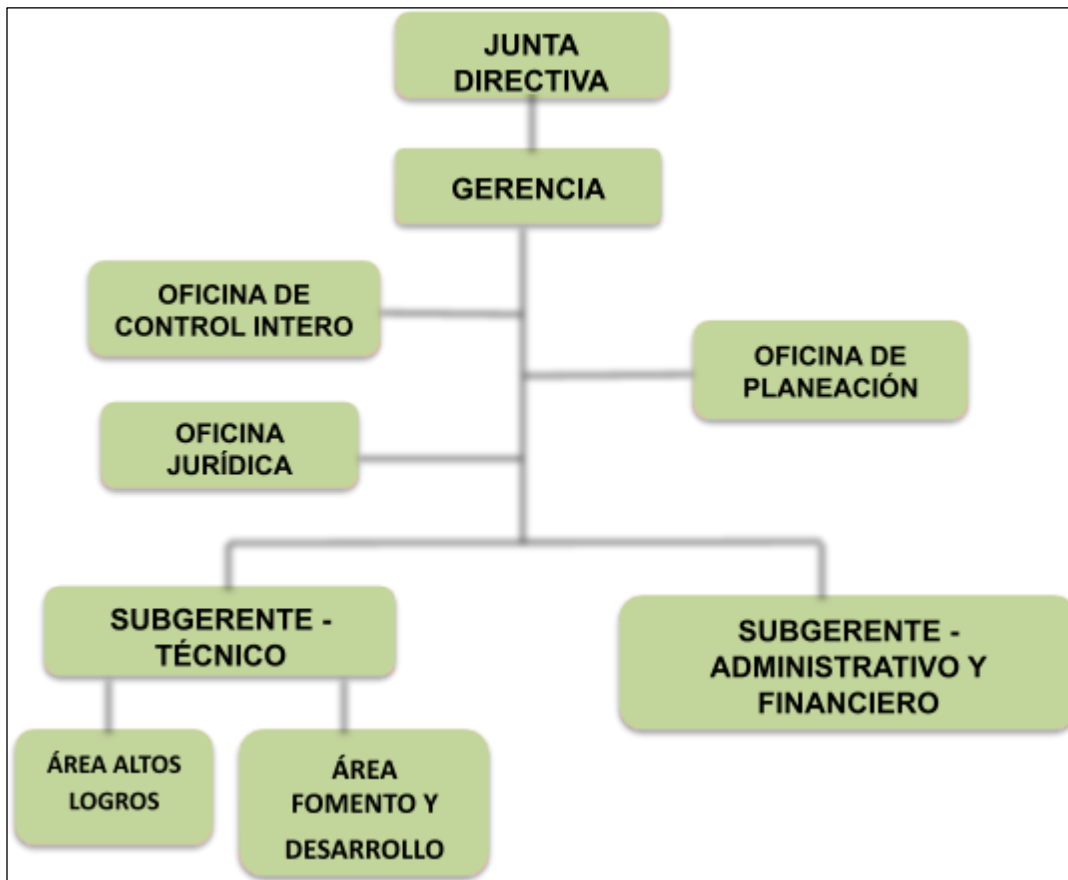 JUNTA
DIRECTIVA
GERENCIA
OFICINA DE
CONTROL INTERO
OFICINA DE
PLANEACIÓN
OFICINA
JURÍDICA
SUBGERENTE -
TÉCNICO
SUBGERENTE -
ADMINISTRATIVO Y
FINANCIERO
ÁREA ALTOS
LOGROS
ÁREA
FOMENTO Y
DESARROLLO